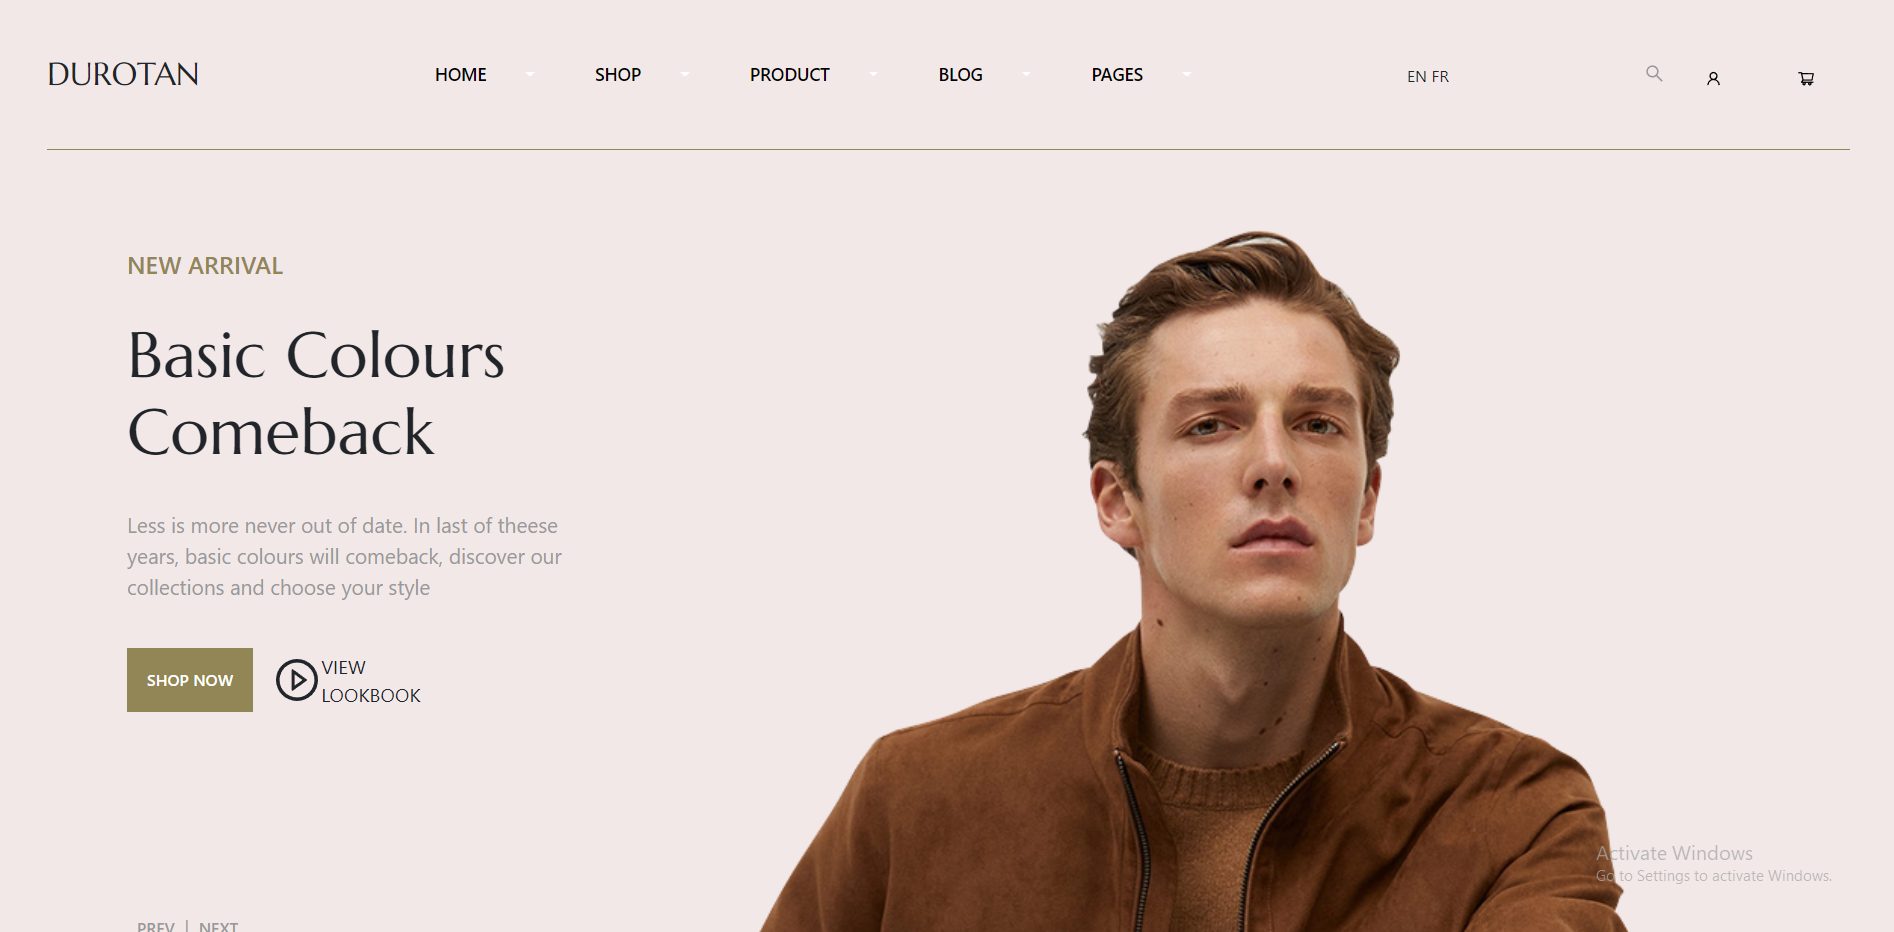 DUROTAN
HOME SHOP PRODUCT BLOG PAGES EN FR
NEW ARRIVAL
Basic Colours
Comeback
Less is more never out of date. In last of theese
years, basic colours will comeback, discover our
collections and choose your style
SHOP NOW
VIEW
LOOKBOOK
Activate Windows
Go to Settings to activate Windows.
PREV | NEXT